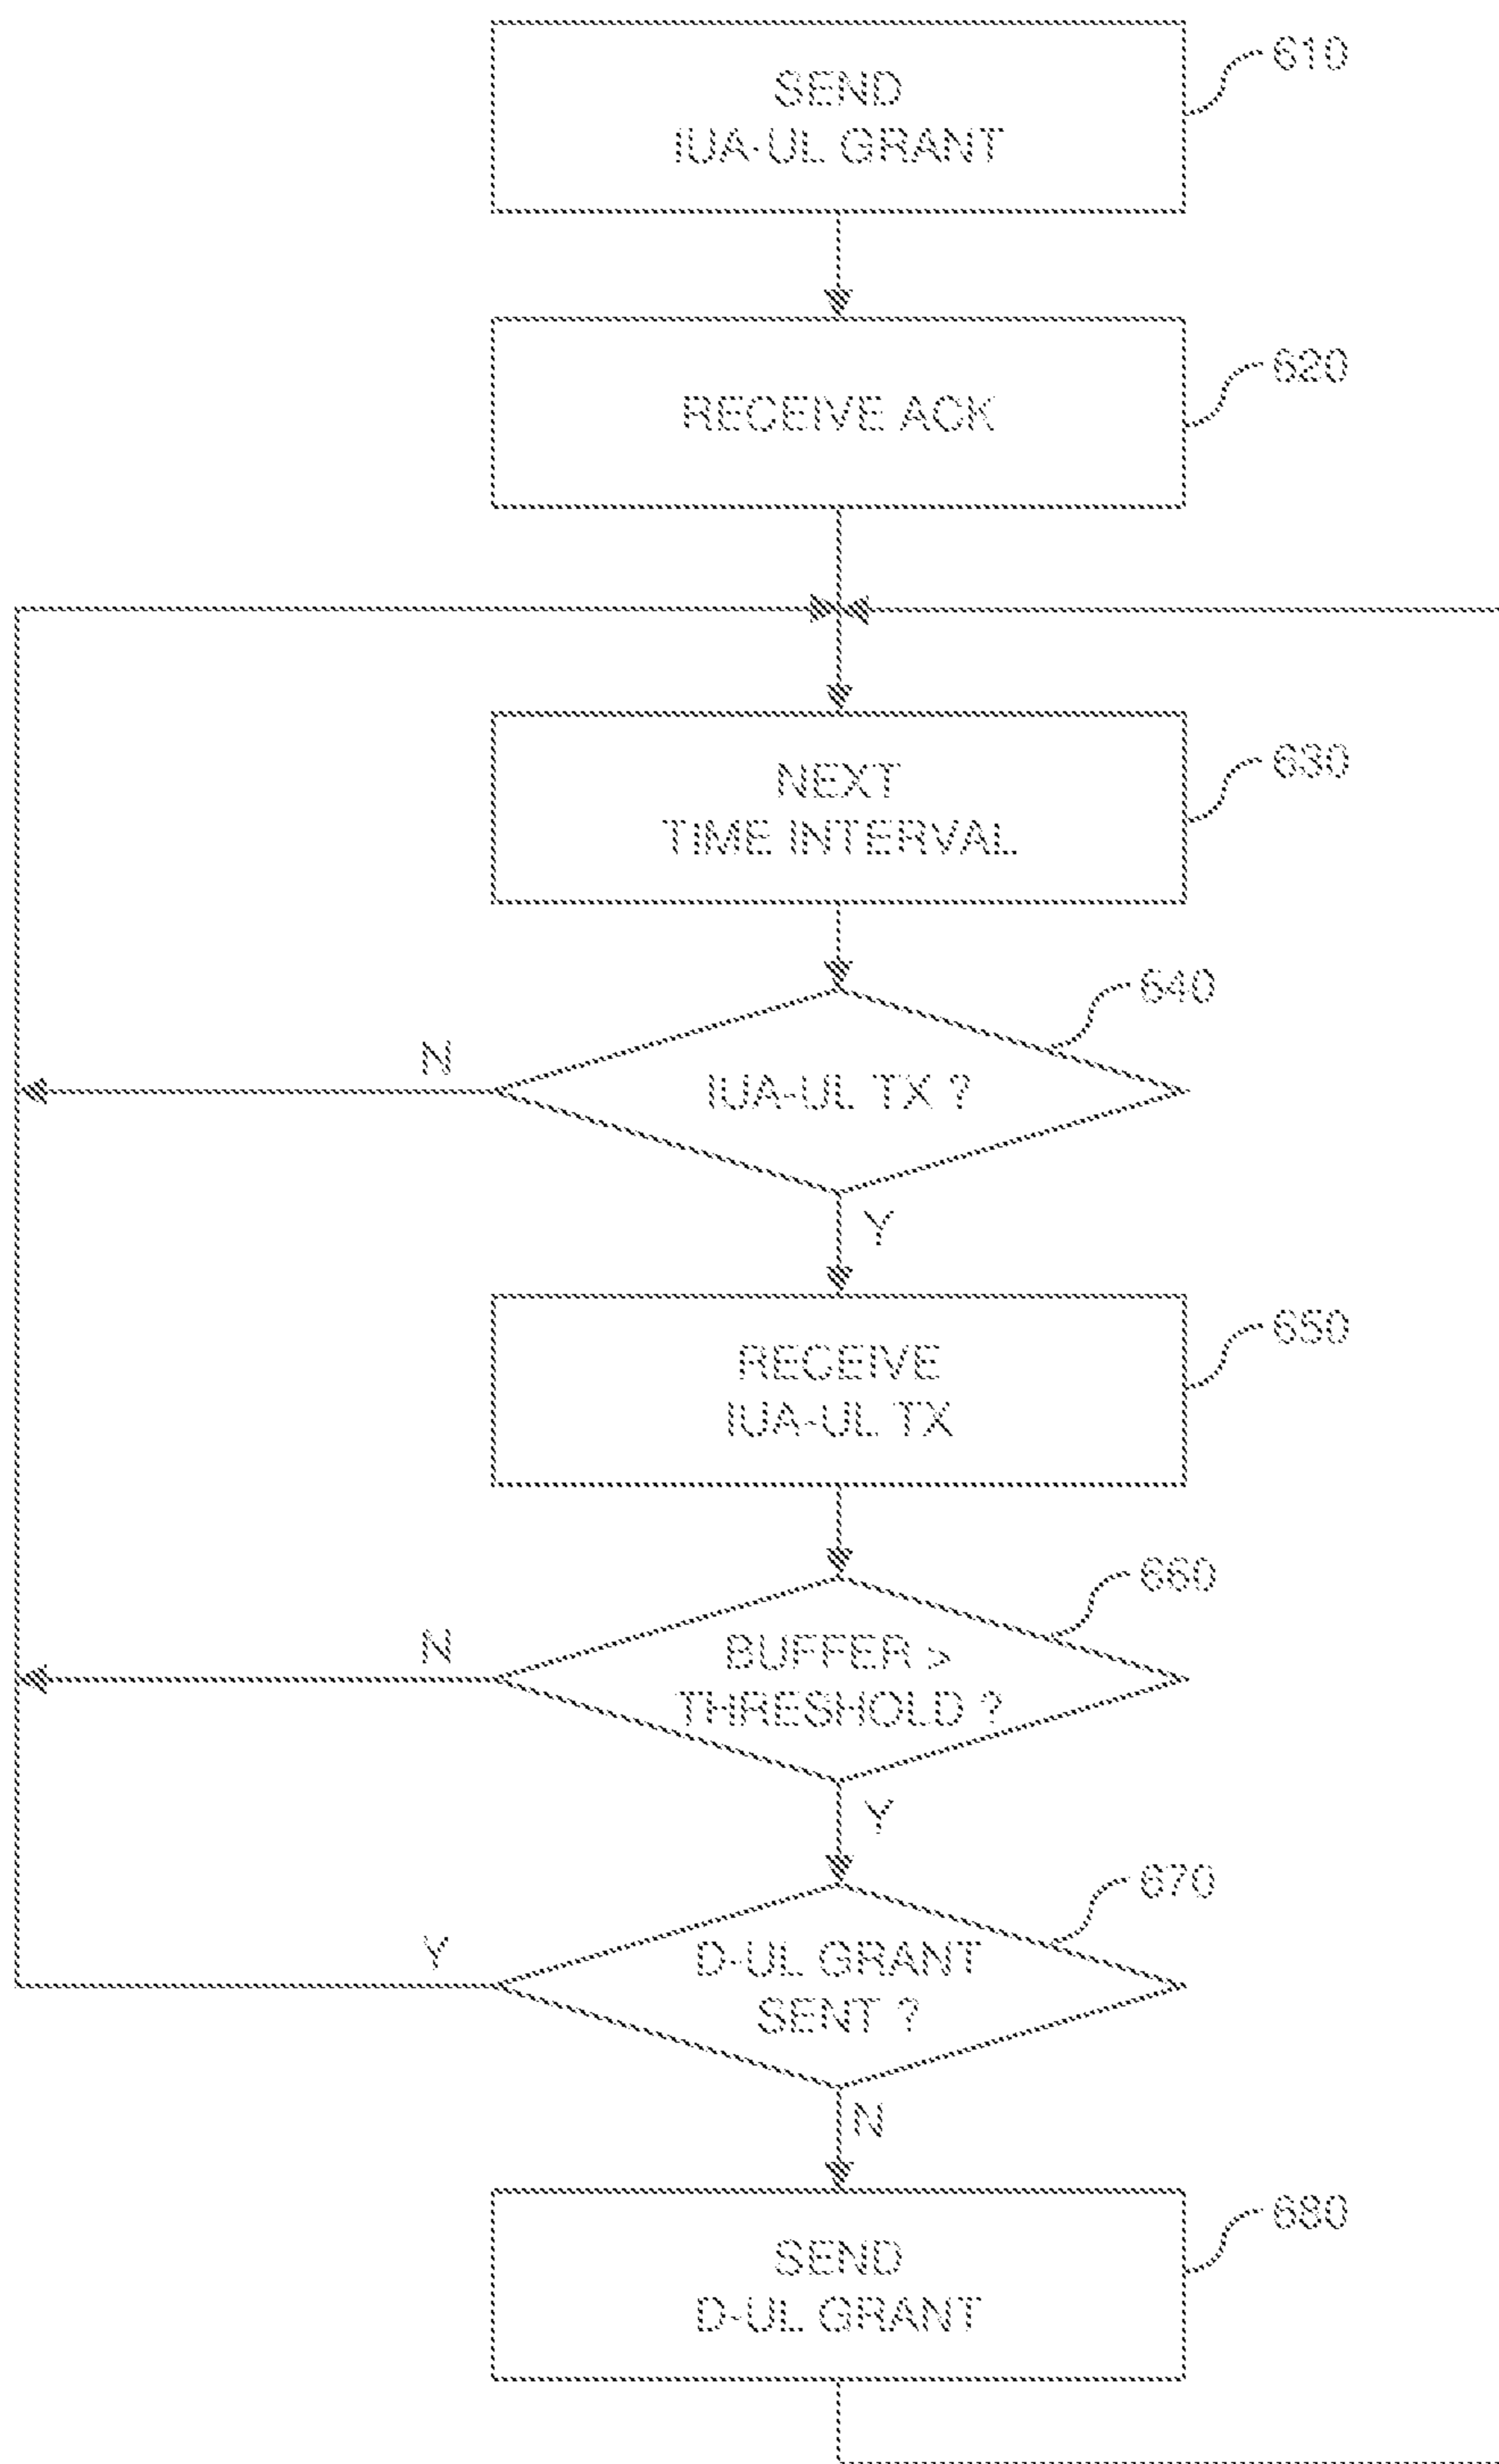 SEND
IUA-UL GRANT
610
RECEIVE ACK
620
NEXT
TIME INTERVAL
630
640
N
IUA-UL TX ?
Y
RECEIVE
IUA-UL TX
650
660
N
BUFFER >
THRESHOLD ?
Y
670
Y
D-UL GRANT
SENT ?
N
SEND
D-UL GRANT
680